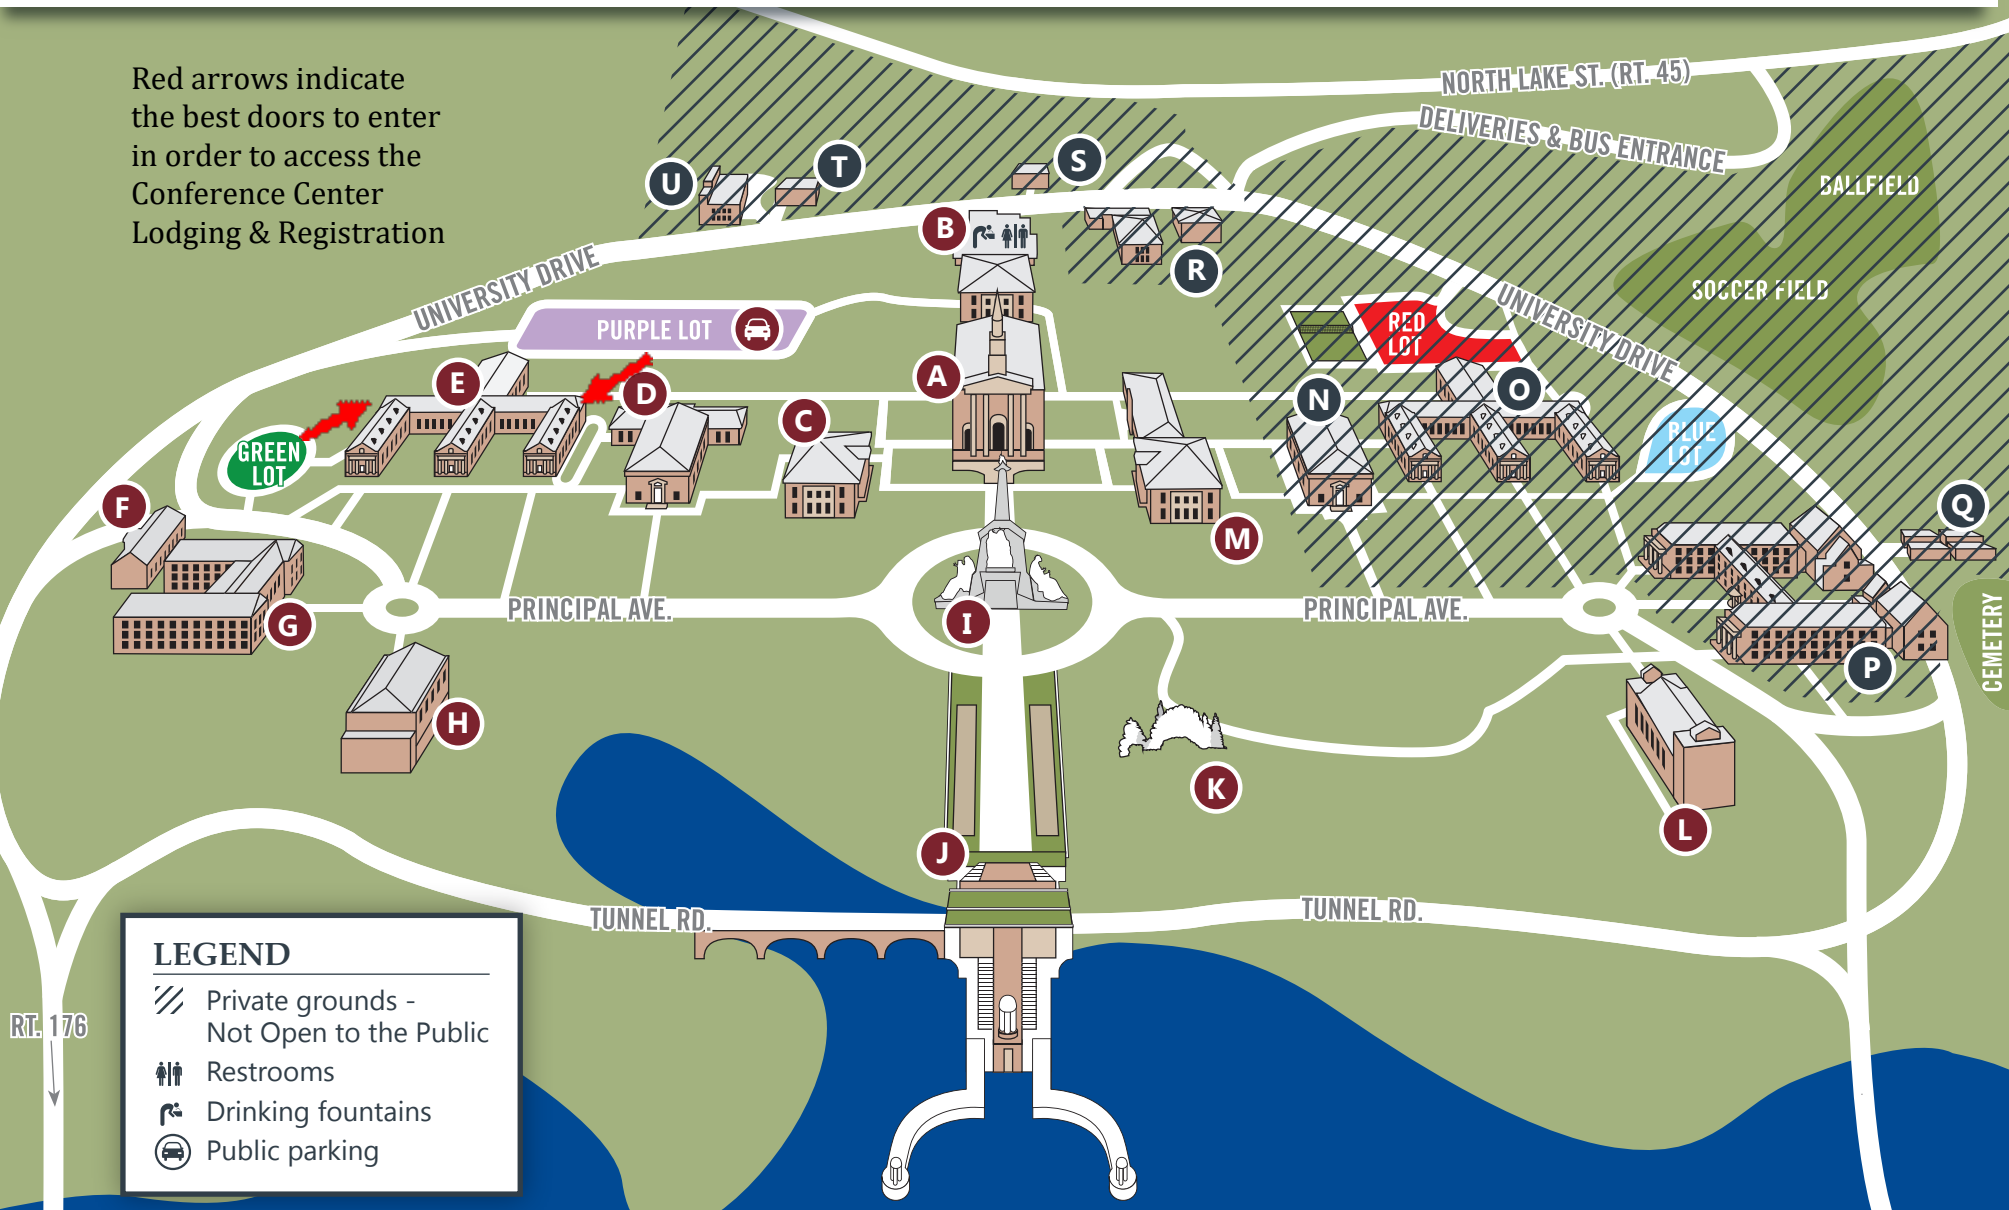 Red arrows indicate
the best doors to enter
in order to access the
Conference Center
Lodging & Registration
NORTH LAKE ST. (RT. 45)
DELIVERIES & BUS ENTRANCE
BALLFIELD
SOCCER FIELD
UNIVERSITY DRIVE
UNIVERSITY DRIVE
U
T
S
B
R
PURPLE LOT
RED
LOT
E
D
A
C
N
O
GREEN
LOT
BLUE
LOT
F
M
Q
G
PRINCIPAL AVE.
I
PRINCIPAL AVE.
CEMETERY
P
H
K
L
J
TUNNEL RD.
TUNNEL RD.
RT. 176
LEGEND
Private grounds -
Not Open to the Public
Restrooms
Drinking fountains
Public parking